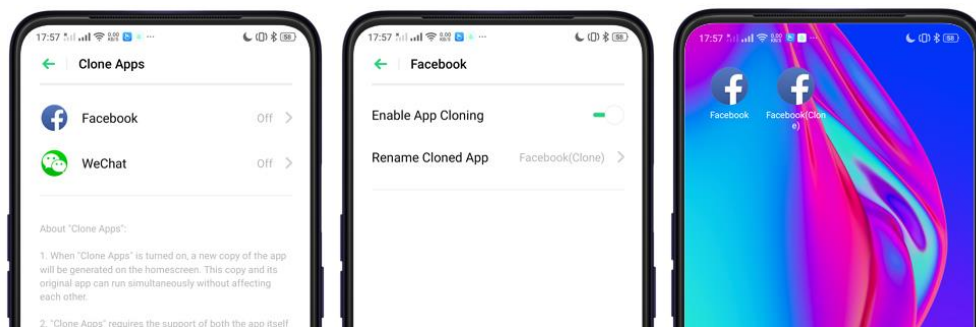 17:57
Clone Apps
Facebook
Off
WeChat
Off
About "Clone Apps":
1. When "Clone Apps" is turned on, a new copy of the app
will be generated on the homescreen. This copy and its
original app can run simultaneously without affecting
each other.
2. "Clone Apps" requires the support of both the app itself
17:57
Facebook
Enable App Cloning
Rename Cloned App
Facebook(Clone)
17:57
Facebook
Facebook(Clon
e)